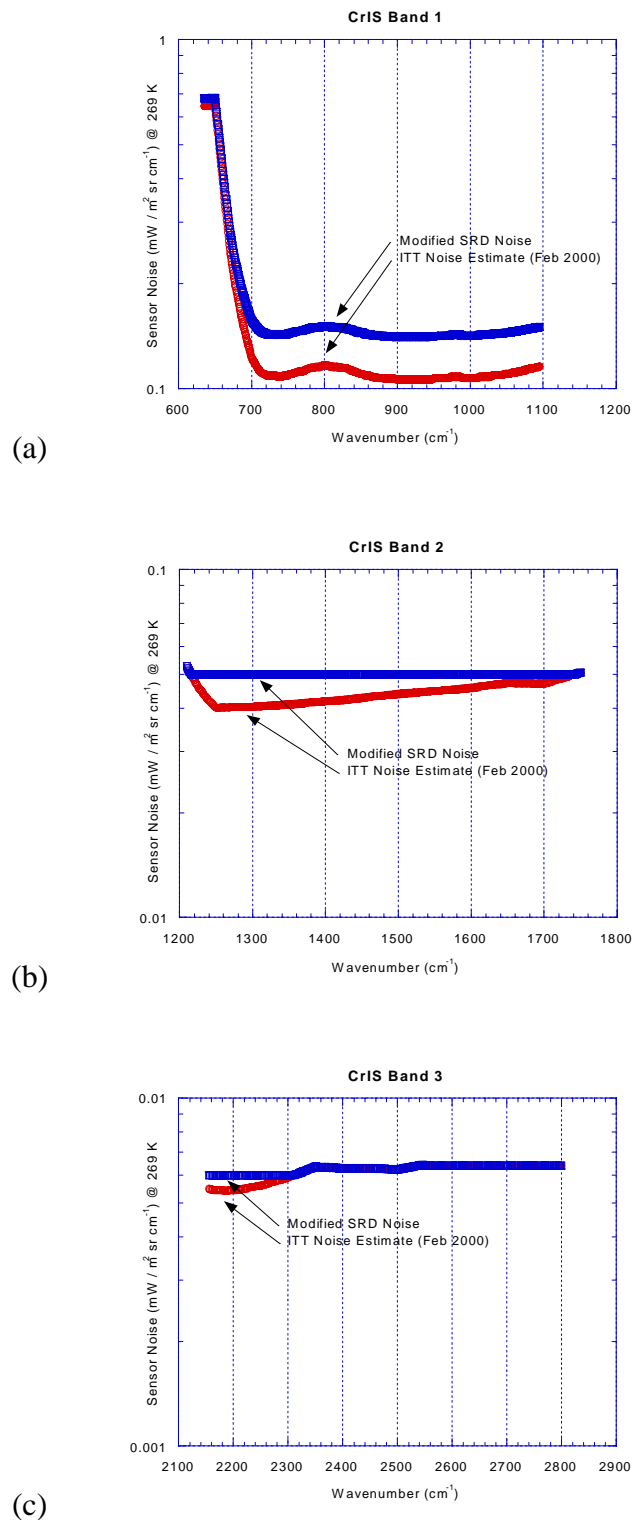 CrIS Band 1
1
Sensor Noise (mW / m² sr cm⁻¹) @ 269 K
Modified SRD Noise
ITT Noise Estimate (Feb 2000)
0.1
600 700 800 900 1000 1100 1200
Wavenumber (cm⁻¹)
(a)
CrIS Band 2
0.1
Sensor Noise (mW / m² sr cm⁻¹) @ 269 K
Modified SRD Noise
ITT Noise Estimate (Feb 2000)
0.01
1200 1300 1400 1500 1600 1700 1800
Wavenumber (cm⁻¹)
(b)
CrIS Band 3
0.01
Sensor Noise (mW / m² sr cm⁻¹) @ 269 K
Modified SRD Noise
ITT Noise Estimate (Feb 2000)
0.001
2100 2200 2300 2400 2500 2600 2700 2800 2900
Wavenumber (cm⁻¹)
(c)